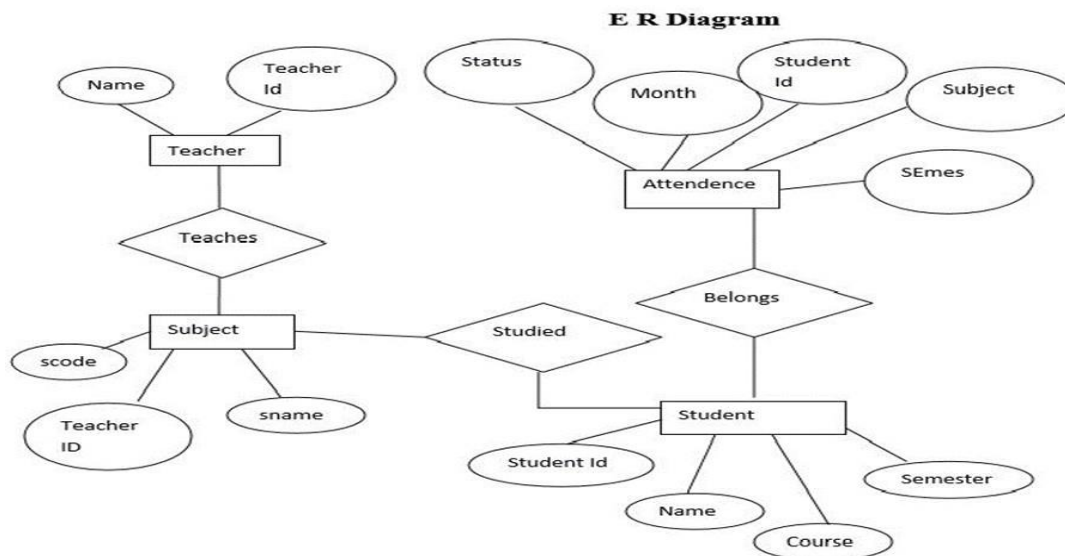 E R Diagram
Name
Teacher
Id
Teacher
Teaches
Subject
scode
Teacher
ID
sname
Studied
Status
Month
Student
Id
Subject
SEmes
Attendence
Belongs
Student
Student Id
Name
Course
Semester